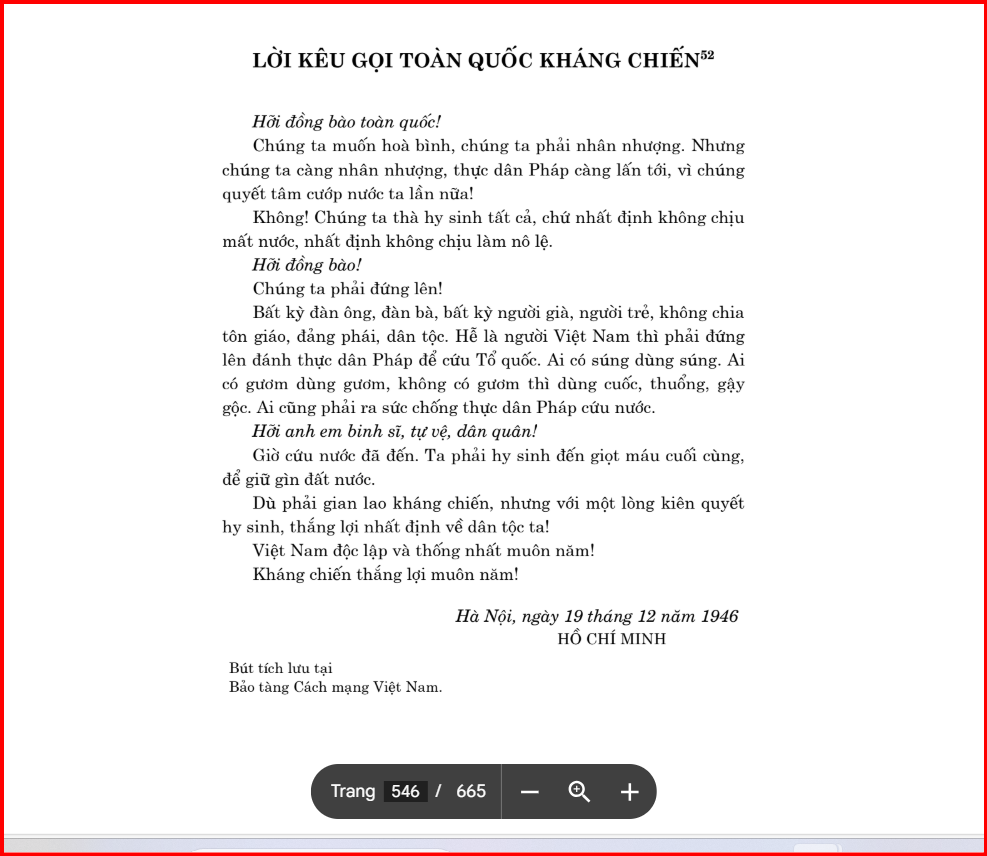 LỜI KÊU GỌI TOÀN QUỐC KHÁNG CHIẾN⁵²
Hỡi đồng bào toàn quốc!
Chúng ta muốn hoà bình, chúng ta phải nhân nhượng. Nhưng
chúng ta càng nhân nhượng, thực dân Pháp càng lấn tới, vì chúng
quyết tâm cướp nước ta lần nữa!
Không! Chúng ta thà hy sinh tất cả, chứ nhất định không chịu
mất nước, nhất định không chịu làm nô lệ.
Hỡi đồng bào!
Chúng ta phải đứng lên!
Bất kỳ đàn ông, đàn bà, bất kỳ người già, người trẻ, không chia
tôn giáo, đảng phái, dân tộc. Hễ là người Việt Nam thì phải đứng
lên đánh thực dân Pháp để cứu Tổ quốc. Ai có súng dùng súng. Ai
có gươm dùng gươm, không có gươm thì dùng cuốc, thuổng, gậy
gộc. Ai cũng phải ra sức chống thực dân Pháp cứu nước.
Hỡi anh em binh sĩ, tự vệ, dân quân!
Giờ cứu nước đã đến. Ta phải hy sinh đến giọt máu cuối cùng,
để giữ gìn đất nước.
Dù phải gian lao kháng chiến, nhưng với một lòng kiên quyết
hy sinh, thắng lợi nhất định về dân tộc ta!
Việt Nam độc lập và thống nhất muôn năm!
Kháng chiến thắng lợi muôn năm!
Hà Nội, ngày 19 tháng 12 năm 1946
HỒ CHÍ MINH
Bút tích lưu tại
Bảo tàng Cách mạng Việt Nam.
Trang 546 / 665